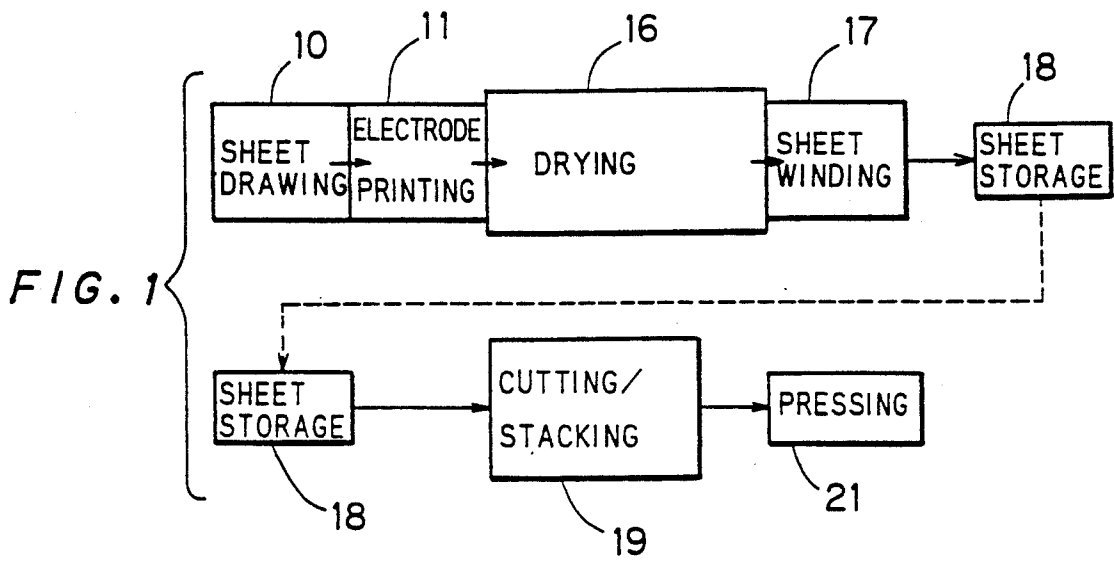 10
11
16
17
18
SHEET
DRAWING
ELECTRODE
PRINTING
DRYING
SHEET
WINDING
SHEET
STORAGE
FIG. 1
SHEET
STORAGE
CUTTING/
STACKING
PRESSING
18
19
21